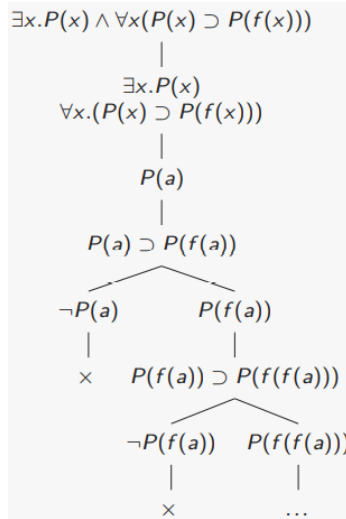 ∃x.P(x) ∧ ∀x(P(x) ⊃ P(f(x)))
∃x.P(x)
∀x.(P(x) ⊃ P(f(x)))
P(a)
P(a) ⊃ P(f(a))
¬P(a) P(f(a))
× P(f(a)) ⊃ P(f(f(a)))
¬P(f(a)) P(f(f(a)))
× ...